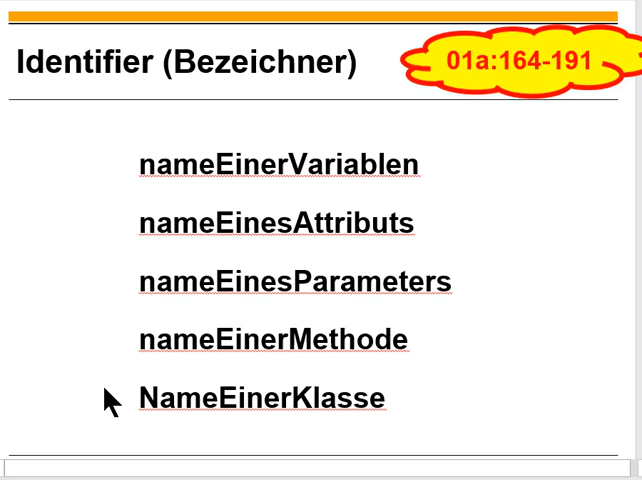 Identifier (Bezeichner)
01a:164-191
nameEinerVariablen
nameEinesAttributs
nameEinesParameters
nameEinerMethode
NameEinerKlasse